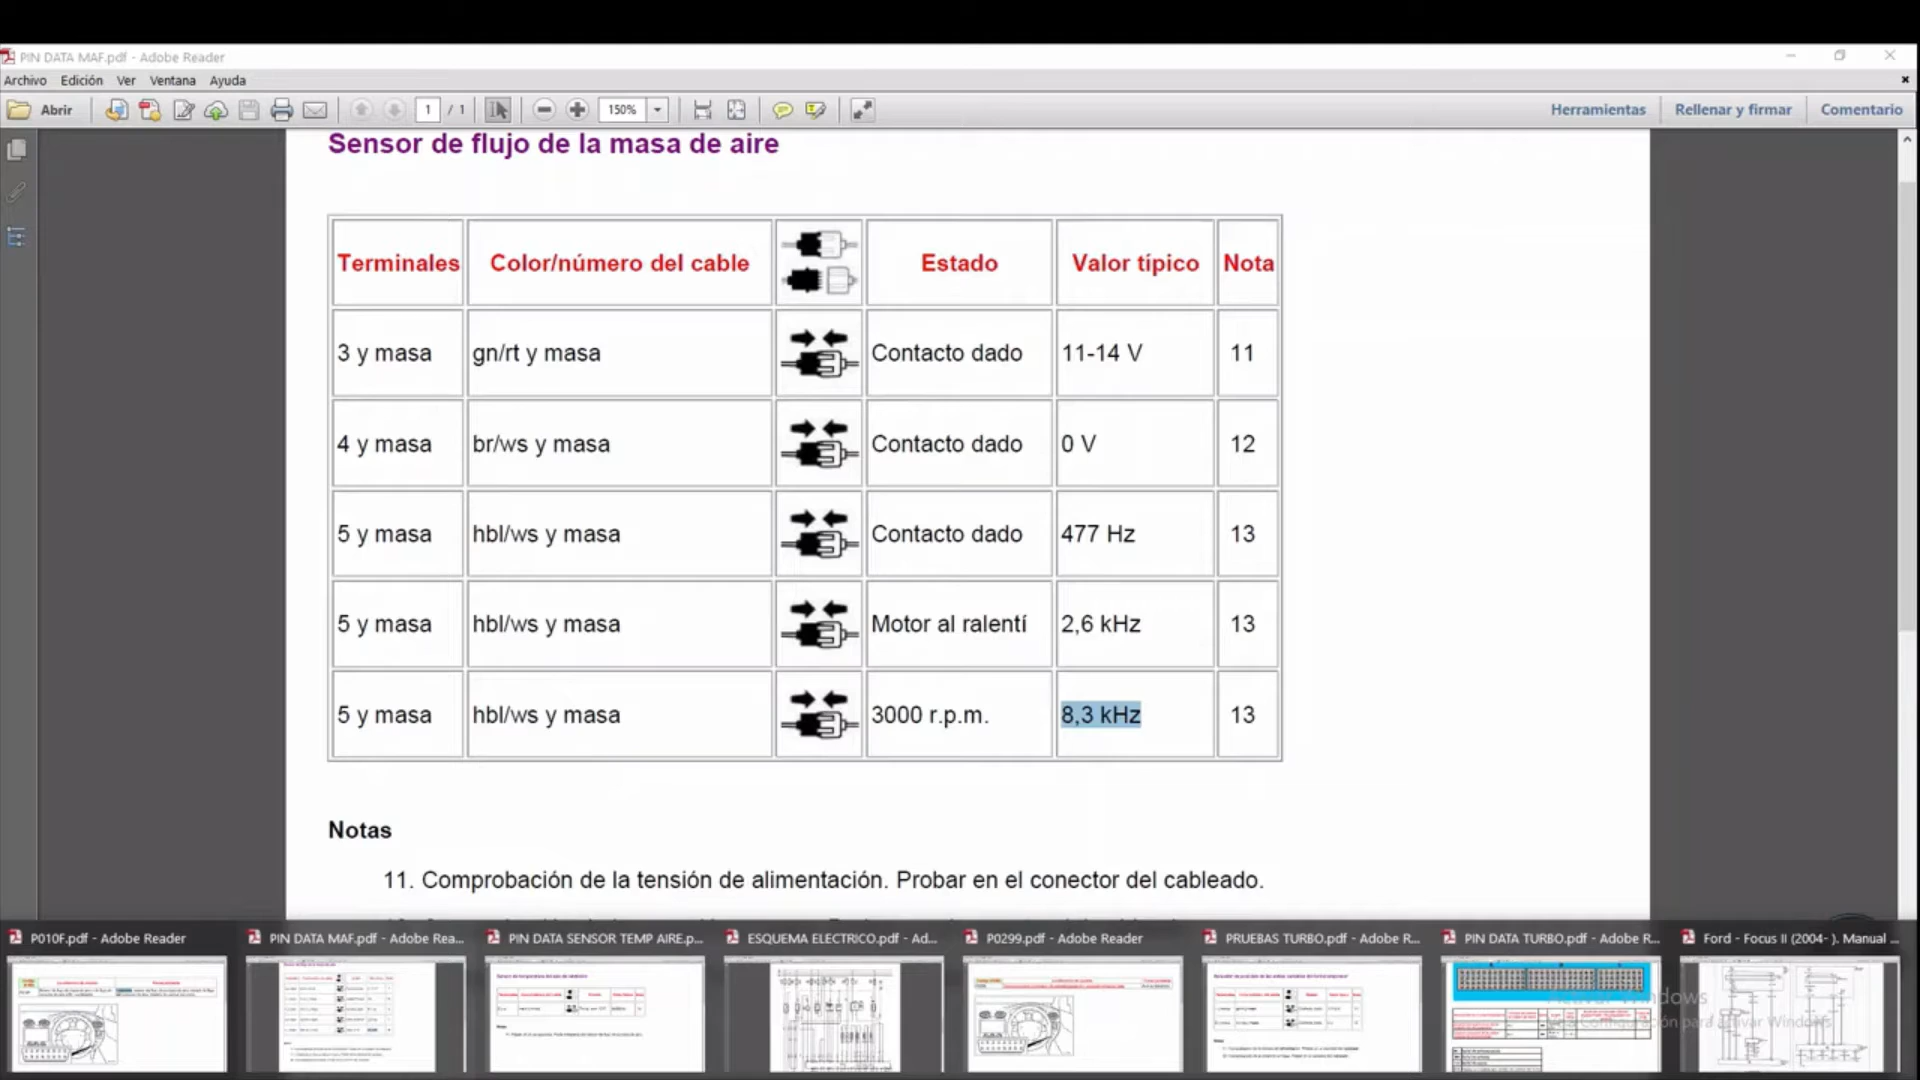 PIN DATA MAF.pdf - Adobe Reader
Archivo Edición Ver Ventana Ayuda
Abrir 1 / 1 150% Herramientas Rellenar y firmar Comentario
Sensor de flujo de la masa de aire
Terminales Color/número del cable Estado Valor típico Nota
3 y masa gn/rt y masa Contacto dado 11-14 V 11
4 y masa br/ws y masa Contacto dado 0 V 12
5 y masa hbl/ws y masa Contacto dado 477 Hz 13
5 y masa hbl/ws y masa Motor al ralentí 2,6 kHz 13
5 y masa hbl/ws y masa 3000 r.p.m. 8,3 kHz 13
Notas
11. Comprobación de la tensión de alimentación. Probar en el conector del cableado.
P010F.pdf - Adobe Reader PIN DATA MAF.pdf - Adobe Rea... PIN DATA SENSOR TEMP AIRE.p... ESQUEMA ELECTRICO.pdf - Ad... P0299.pdf - Adobe Reader PRUEBAS TURBO.pdf - Adobe R... PIN DATA TURBO.pdf - Adobe R... Ford - Focus II (2004- ). Manual ...
Activar Windows